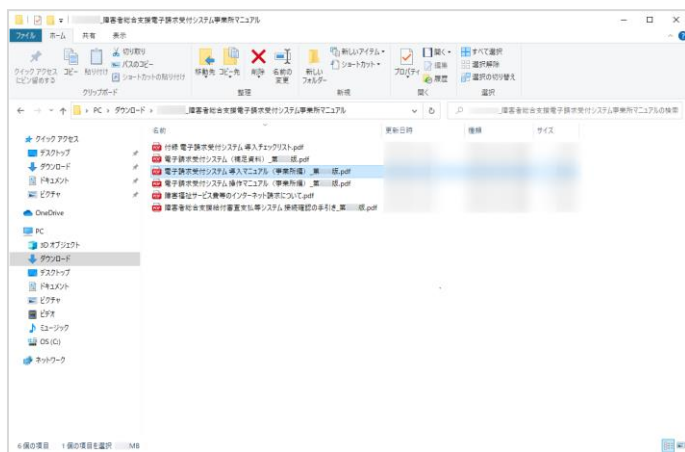 _障害者総合支援電子請求受付システム事業所マニュアル
ファイル ホーム 共有 表示
クイック アクセスにピン留めする
コピー
貼り付け
切り取り
パスのコピー
ショートカットの貼り付け
移動先
コピー先
削除
名前の変更
新しいフォルダー
新しいアイテム
ショートカット
プロパティ
開く
編集
履歴
すべて選択
選択解除
選択の切り替え
クリップボード 整理 新規 開く 選択
PC > ダウンロード > _障害者総合支援電子請求受付システム事業所マニュアル
_障害者総合支援電子請求受付システム事業所マニュアルの検索
名前 更新日時 種類 サイズ
クイック アクセス
デスクトップ
ダウンロード
ドキュメント
ピクチャ
OneDrive
PC
3D オブジェクト
ダウンロード
デスクトップ
ドキュメント
ピクチャ
ビデオ
ミュージック
OS (C:)
ネットワーク
付録 電子請求受付システム 導入チェックリスト.pdf
電子請求受付システム（補足資料）_第 版.pdf
電子請求受付システム 導入マニュアル（事業所編）_第 版.pdf
電子請求受付システム 操作マニュアル（事業所編）_第 版.pdf
障害福祉サービス費等のインターネット請求について.pdf
障害者総合支援給付審査支払等システム 接続確認の手引き_第 版.pdf
6 個の項目 1 個の項目を選択 MB